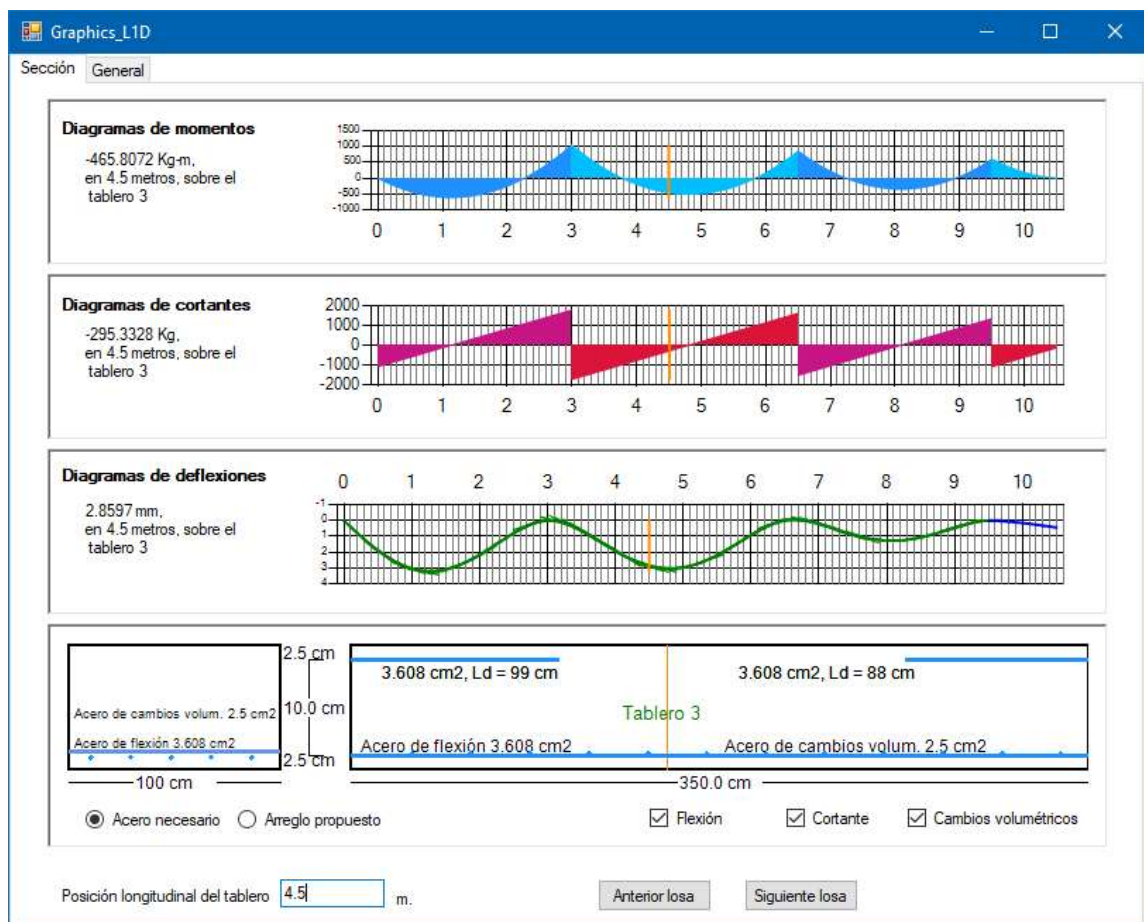 Graphics_L1D
Sección General
Diagramas de momentos
-465.8072 Kg-m,
en 4.5 metros, sobre el
tablero 3
1500
1000
500
0
-500
-1000
0 1 2 3 4 5 6 7 8 9 10
Diagramas de cortantes
-295.3328 Kg,
en 4.5 metros, sobre el
tablero 3
2000
1000
0
-1000
-2000
0 1 2 3 4 5 6 7 8 9 10
Diagramas de deflexiones
2.8597 mm,
en 4.5 metros, sobre el
tablero 3
0 1 2 3 4 5 6 7 8 9 10
-1
0
1
2
3
4
2.5 cm
10.0 cm
2.5 cm
Acero de cambios volum. 2.5 cm2
Acero de flexión 3.608 cm2
100 cm
3.608 cm2, Ld = 99 cm
3.608 cm2, Ld = 88 cm
Tablero 3
Acero de flexión 3.608 cm2
Acero de cambios volum. 2.5 cm2
350.0 cm
Acero necesario Arreglo propuesto Flexión Cortante Cambios volumétricos
Posición longitudinal del tablero 4.5 m. Anterior losa Siguiente losa